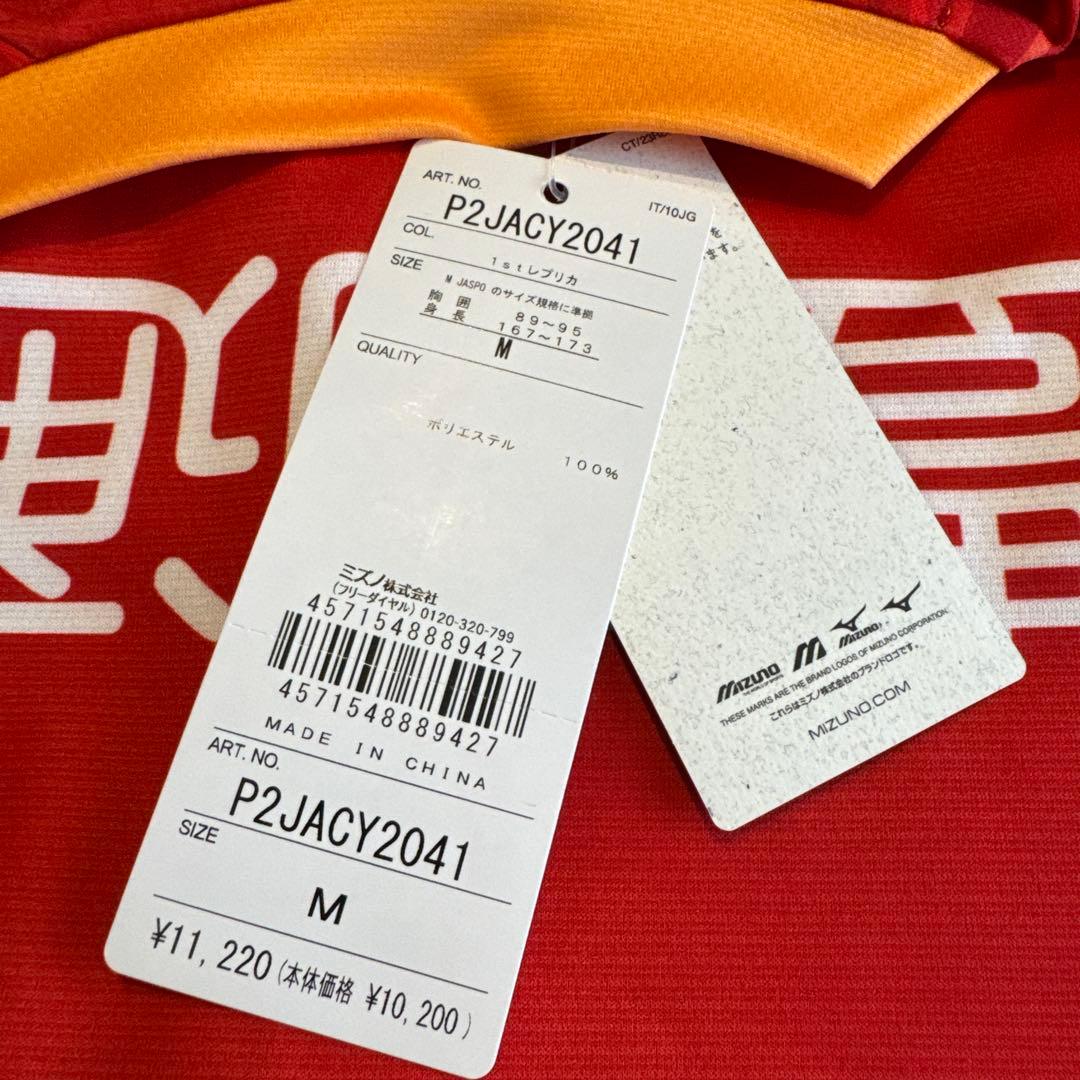 ART. NO.
IT/10JG
P2JACY2041
COL.
1stレプリカ
SIZE
M JASPO のサイズ規格に準拠
胸囲 89~95
身長 167~173
M
QUALITY
ポリエステル
100%
ミズノ株式会社
(フリーダイヤル) 0120-320-799
4571548889427
4571548889427
MADE IN CHINA
ART. NO.
P2JACY2041
SIZE
M
¥11,220(本体価格 ¥10,200)
MIZUNO
THE WORLD OF SPORTS
MIZUNO
THESE MARKS ARE THE BRAND LOGOS OF MIZUNO CORPORATION.
これらはミズノ株式会社のブランドロゴです。
MIZUNO.COM